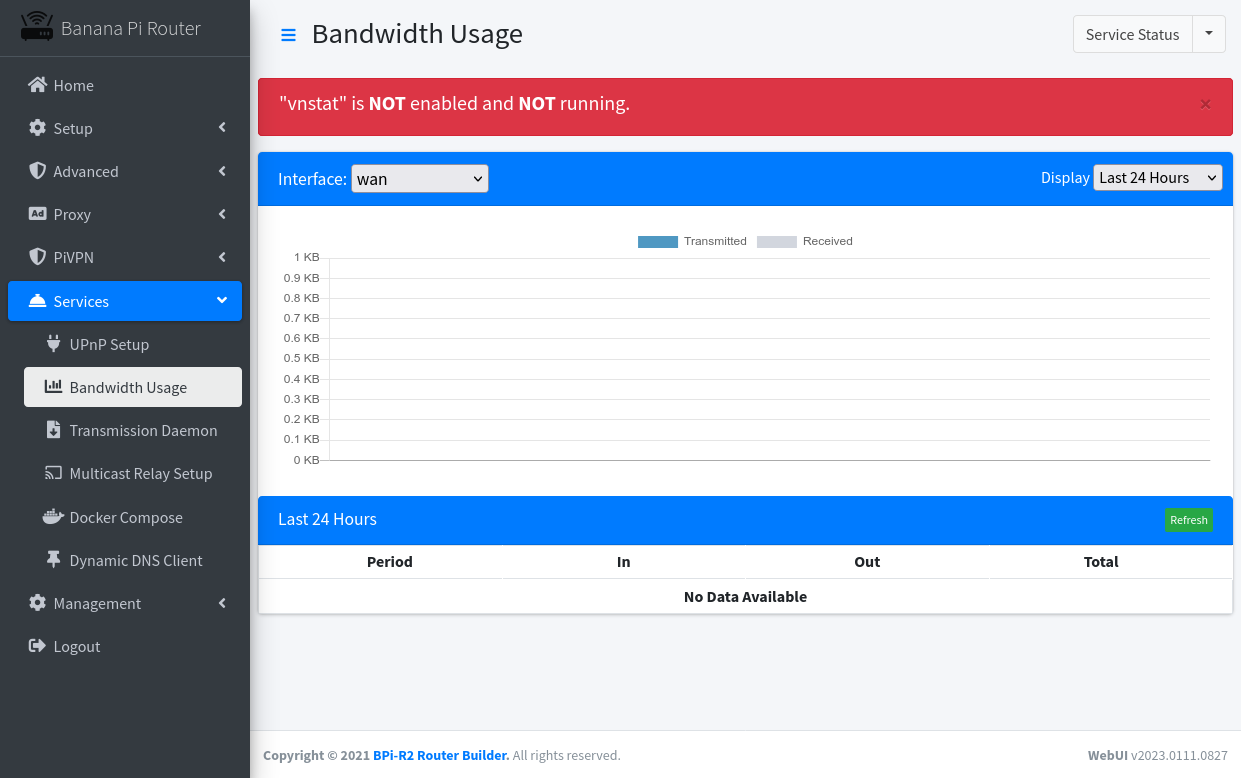 Banana Pi Router
Bandwidth Usage
Service Status
Home
Setup
Advanced
Ad Proxy
PiVPN
Services
UPnP Setup
Bandwidth Usage
Transmission Daemon
Multicast Relay Setup
Docker Compose
Dynamic DNS Client
Management
Logout
"vnstat" is NOT enabled and NOT running. ×
Interface: wan
Display Last 24 Hours
Transmitted Received
1 KB
0.9 KB
0.8 KB
0.7 KB
0.6 KB
0.5 KB
0.4 KB
0.3 KB
0.2 KB
0.1 KB
0 KB
Last 24 Hours Refresh
Period In Out Total
No Data Available
Copyright © 2021 BPi-R2 Router Builder. All rights reserved.
WebUI v2023.0111.0827